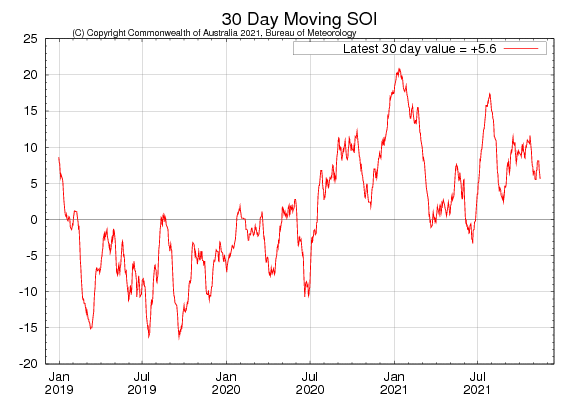 30 Day Moving SOI
(C) Copyright Commonwealth of Australia 2021, Bureau of Meteorology
Latest 30 day value = +5.6
25
20
15
10
5
0
-5
-10
-15
-20
Jan Jul Jan Jul Jan Jul
2019 2019 2020 2020 2021 2021